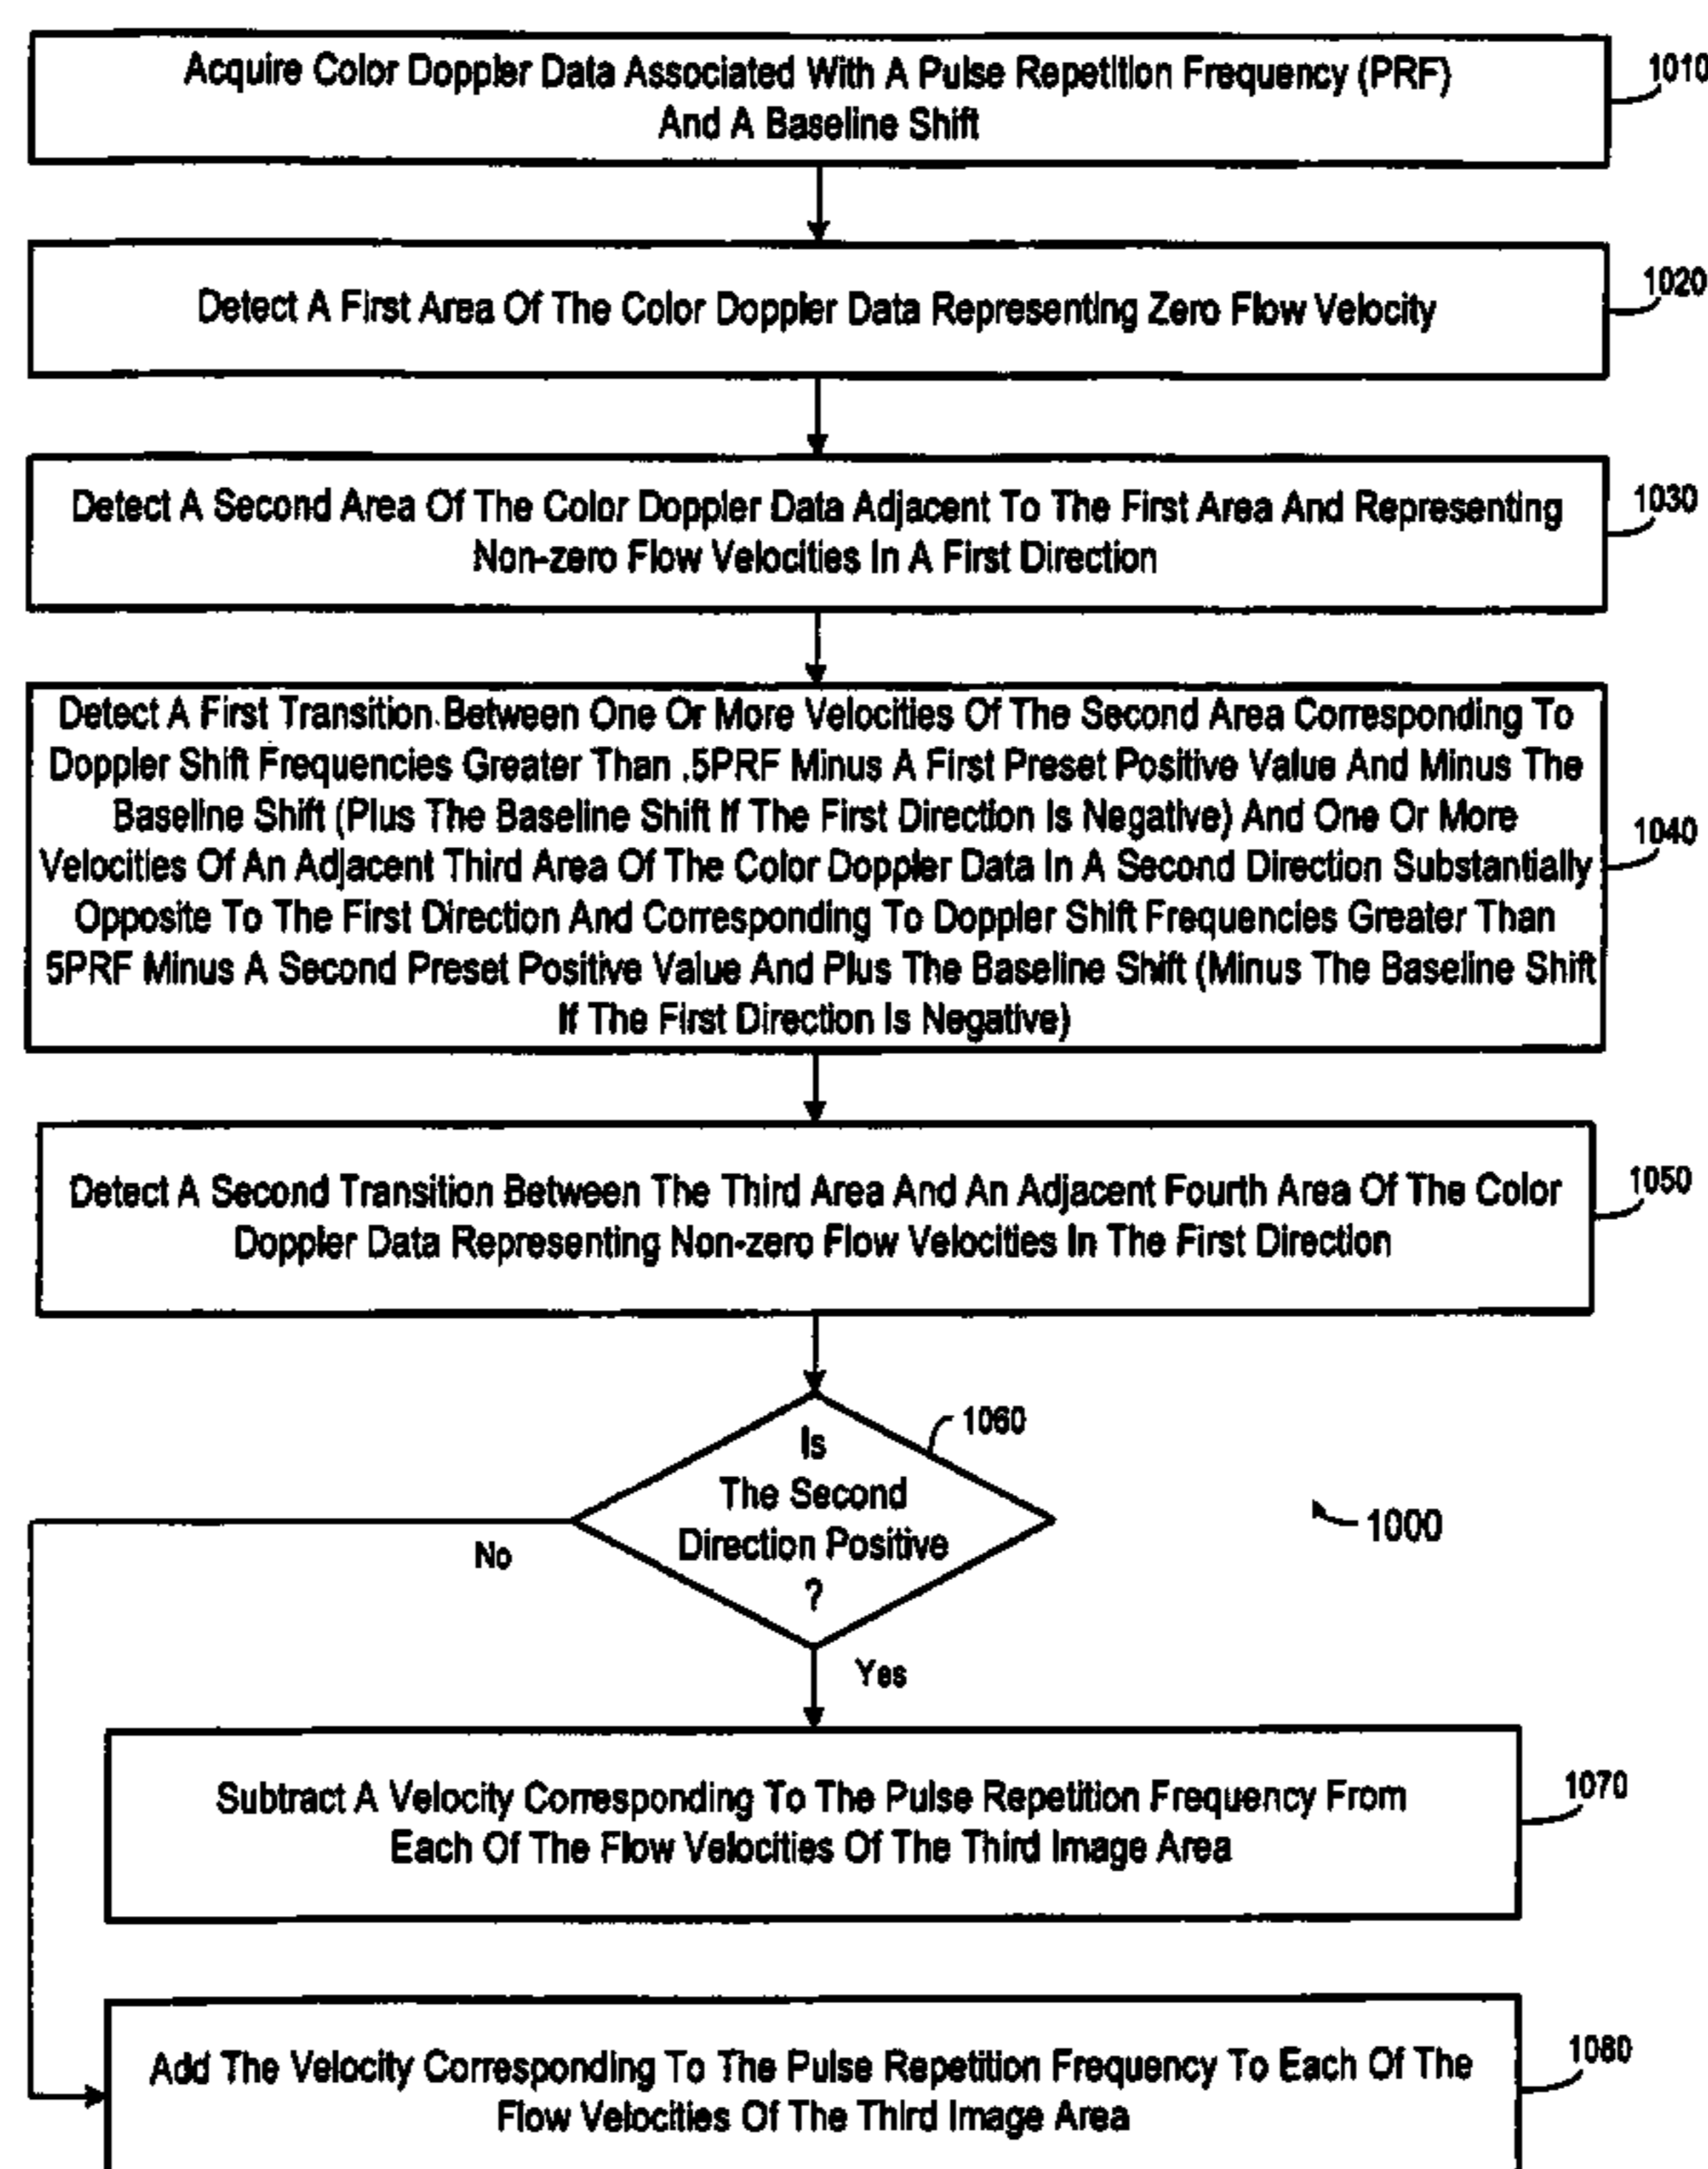 Acquire Color Doppler Data Associated With A Pulse Repetition Frequency (PRF)
And A Baseline Shift
1010
Detect A First Area Of The Color Doppler Data Representing Zero Flow Velocity
1020
Detect A Second Area Of The Color Doppler Data Adjacent To The First Area And Representing
Non-zero Flow Velocities In A First Direction
1030
Detect A First Transition Between One Or More Velocities Of The Second Area Corresponding To
Doppler Shift Frequencies Greater Than .5PRF Minus A First Preset Positive Value And Minus The
Baseline Shift (Plus The Baseline Shift If The First Direction Is Negative) And One Or More
Velocities Of An Adjacent Third Area Of The Color Doppler Data In A Second Direction Substantially
Opposite To The First Direction And Corresponding To Doppler Shift Frequencies Greater Than
5PRF Minus A Second Preset Positive Value And Plus The Baseline Shift (Minus The Baseline Shift
If The First Direction Is Negative)
1040
Detect A Second Transition Between The Third Area And An Adjacent Fourth Area Of The Color
Doppler Data Representing Non-zero Flow Velocities In The First Direction
1050
Is
The Second
Direction Positive
?
1060
1000
No
Yes
Subtract A Velocity Corresponding To The Pulse Repetition Frequency From
Each Of The Flow Velocities Of The Third Image Area
1070
Add The Velocity Corresponding To The Pulse Repetition Frequency To Each Of The
Flow Velocities Of The Third Image Area
1080